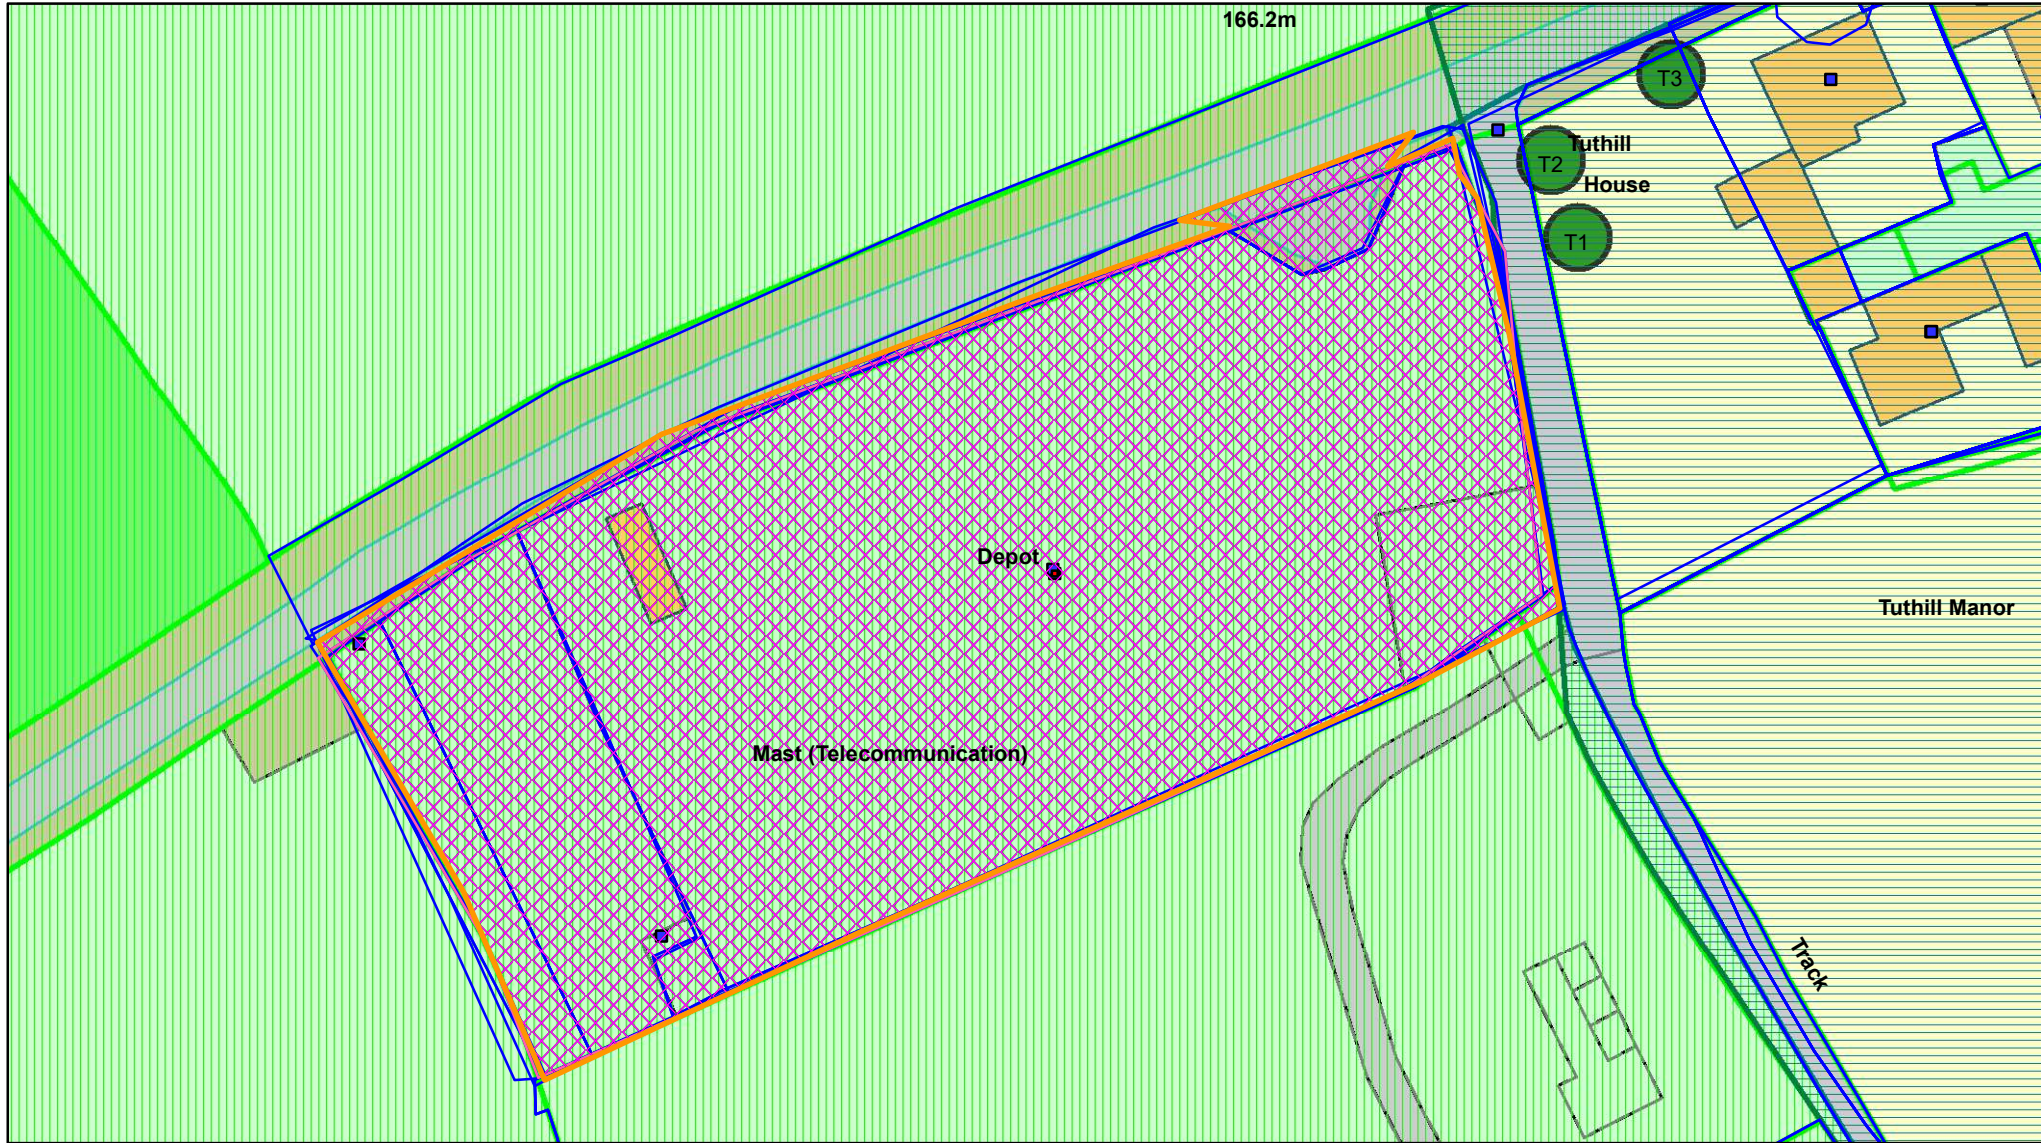 166.2m
T3
T2
Tuthill
House
T1
Depot
Tuthill Manor
Mast (Telecommunication)
Track